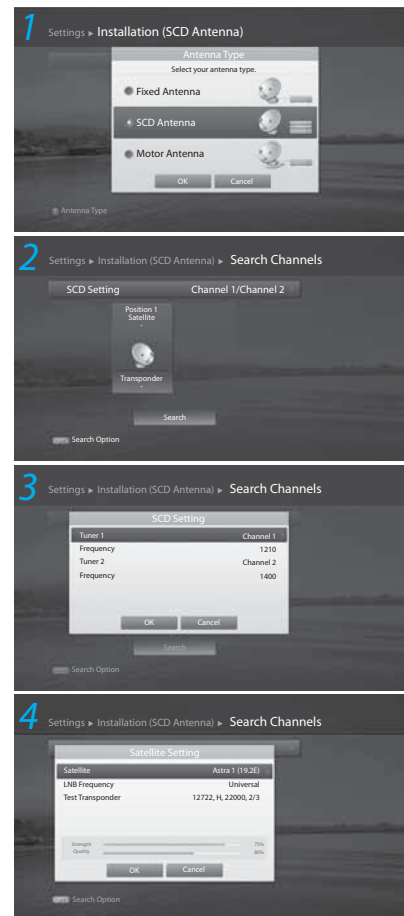 1 Settings ▸ Installation (SCD Antenna)
Antenna Type
Select your antenna type.
Fixed Antenna
SCD Antenna
Motor Antenna
OK Cancel
Antenna Type
2 Settings ▸ Installation (SCD Antenna) ▸ Search Channels
SCD Setting Channel 1/Channel 2
Position 1
Satellite
-
Transponder
-
Search
Search Option
3 Settings ▸ Installation (SCD Antenna) ▸ Search Channels
SCD Setting
Tuner 1 Channel 1
Frequency 1210
Tuner 2 Channel 2
Frequency 1400
OK Cancel
Search
Search Option
4 Settings ▸ Installation (SCD Antenna) ▸ Search Channels
Satellite Setting
Satellite Astra 1 (19.2E)
LNB Frequency Universal
Test Transponder 12722, H, 22000, 2/3
Strength 75%
Quality 80%
OK Cancel
Search Option